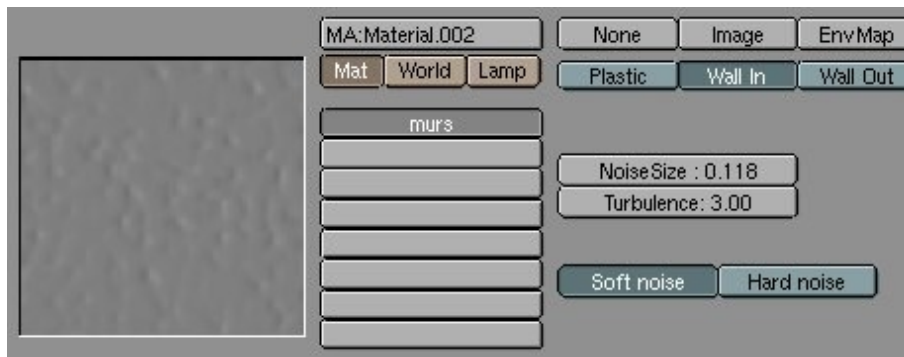 MA:Material.002
None Image EnvMap
Mat World Lamp
Plastic Wall In Wall Out
murs
NoiseSize : 0.118
Turbulence: 3.00
Soft noise Hard noise